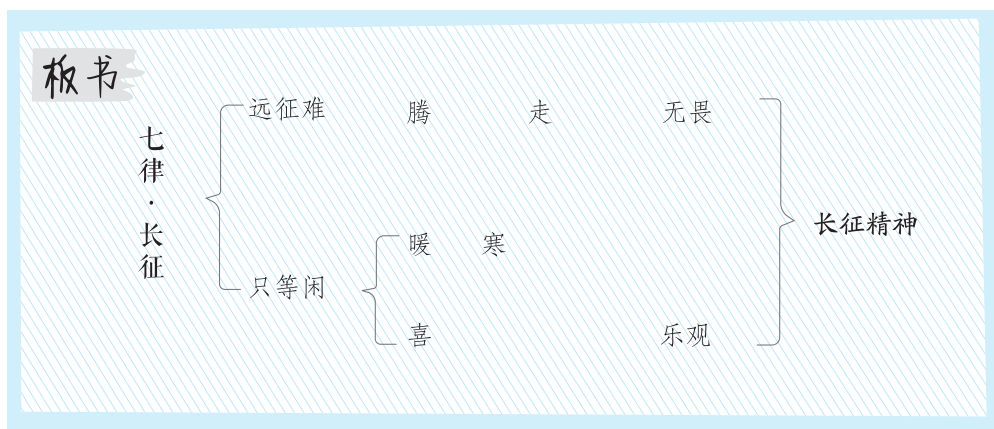 板书
七律·长征
远征难 腾 走 无畏
暖 寒
只等闲
喜 乐观
长征精神